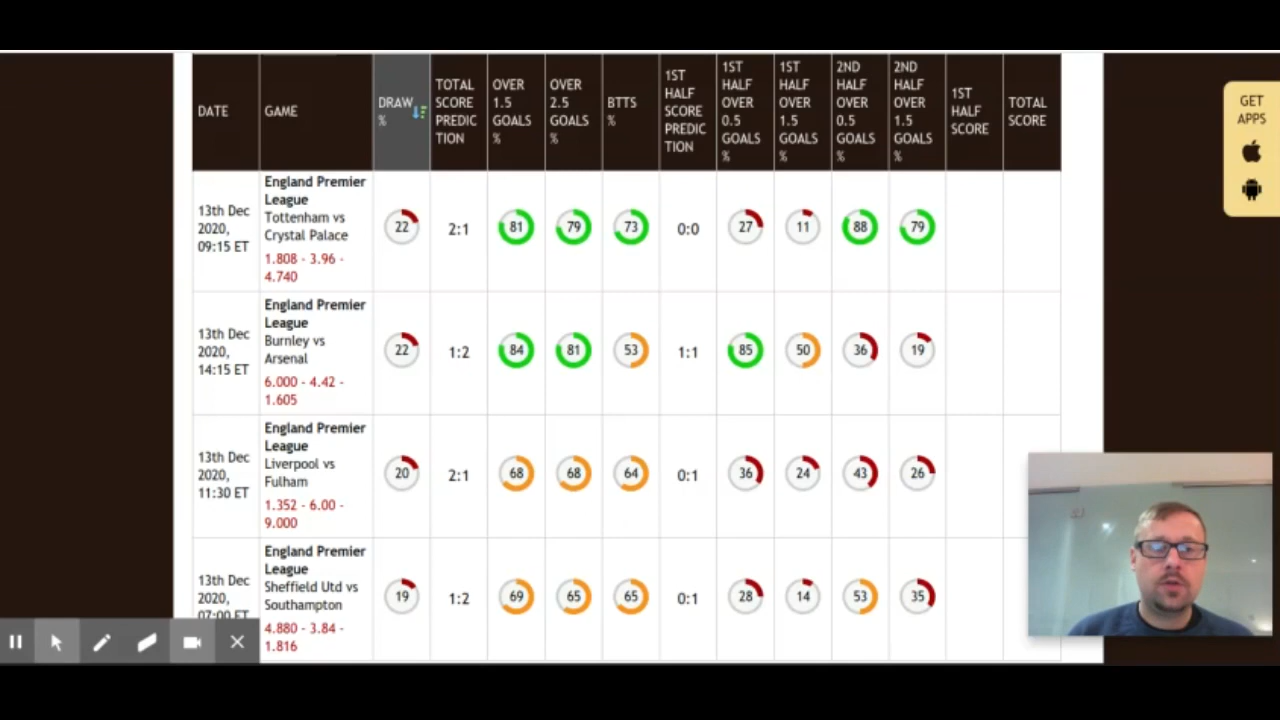 DATE
GAME
DRAW
%
TOTAL
SCORE
PREDIC
TION
OVER
1.5
GOALS
%
OVER
2.5
GOALS
%
BTTS
%
1ST
HALF
SCORE
PREDIC
TION
1ST
HALF
OVER
0.5
GOALS
%
1ST
HALF
OVER
1.5
GOALS
%
2ND
HALF
OVER
0.5
GOALS
%
2ND
HALF
OVER
1.5
GOALS
%
1ST
HALF
SCORE
TOTAL
SCORE
GET
APPS
13th Dec
2020,
09:15 ET
England Premier
League
Tottenham vs
Crystal Palace
1.808 - 3.96 -
4.740
22
2:1
81
79
73
0:0
27
11
88
79
13th Dec
2020,
14:15 ET
England Premier
League
Burnley vs
Arsenal
6.000 - 4.42 -
1.605
22
1:2
84
81
53
1:1
85
50
36
19
13th Dec
2020,
11:30 ET
England Premier
League
Liverpool vs
Fulham
1.352 - 6.00 -
9.000
20
2:1
68
68
64
0:1
36
24
43
26
13th Dec
2020,
07:00 ET
England Premier
League
Sheffield Utd vs
Southampton
4.880 - 3.84 -
1.816
19
1:2
69
65
65
0:1
28
14
53
35